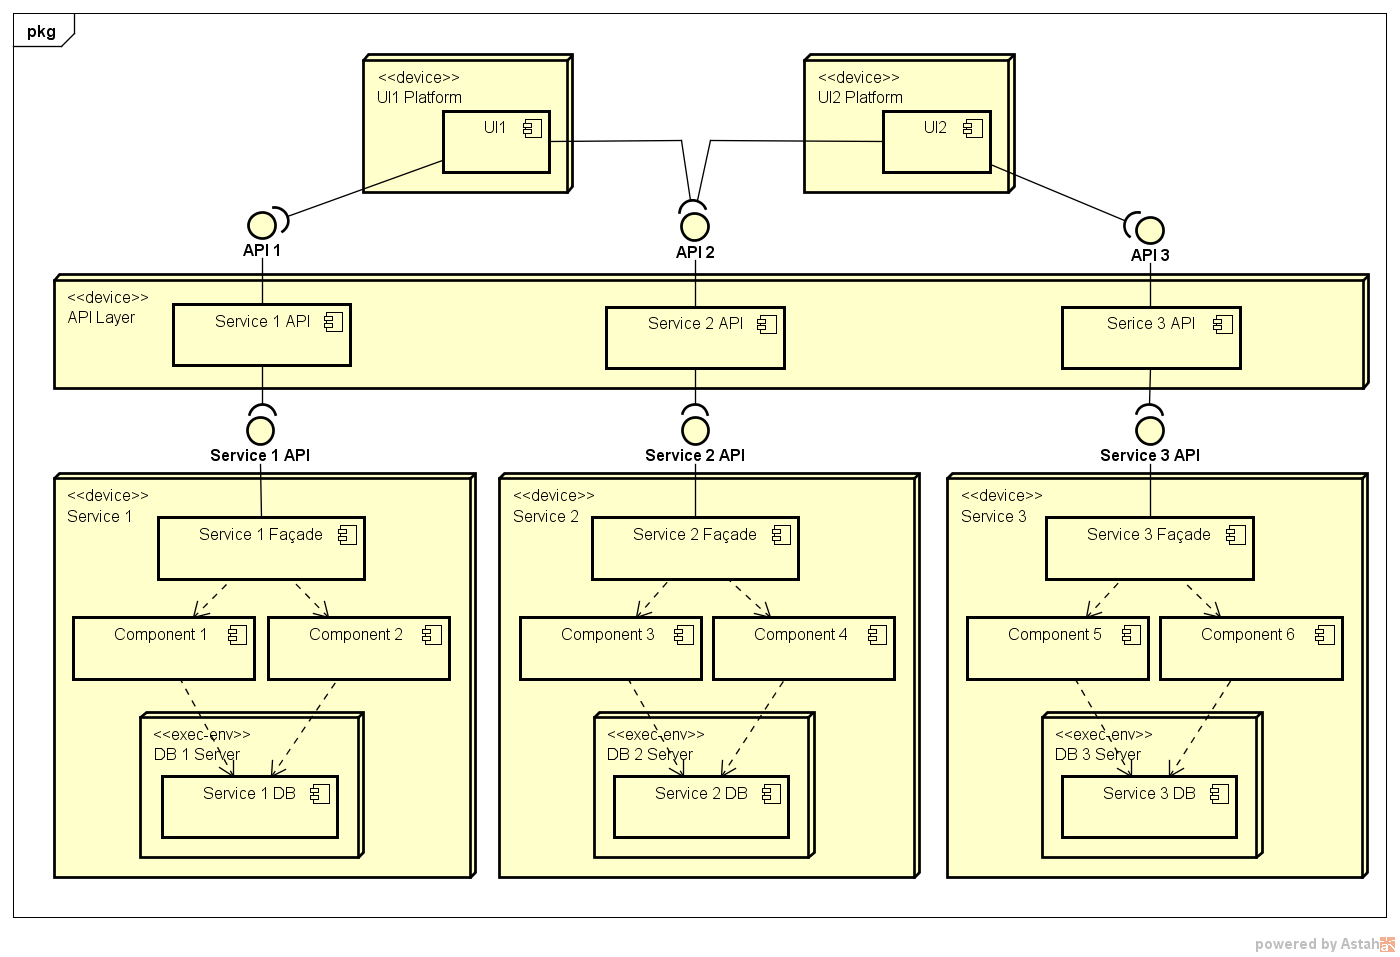 pkg
<<device>>
UI1 Platform
UI1
<<device>>
UI2 Platform
UI2
API 1
API 2
API 3
<<device>>
API Layer
Service 1 API
Service 2 API
Serice 3 API
Service 1 API
Service 2 API
Service 3 API
<<device>>
Service 1
Service 1 Façade
Component 1
Component 2
<<exec-env>>
DB 1 Server
Service 1 DB
<<device>>
Service 2
Service 2 Façade
Component 3
Component 4
<<exec-env>>
DB 2 Server
Service 2 DB
<<device>>
Service 3
Service 3 Façade
Component 5
Component 6
<<exec-env>>
DB 3 Server
Service 3 DB
powered by Astah